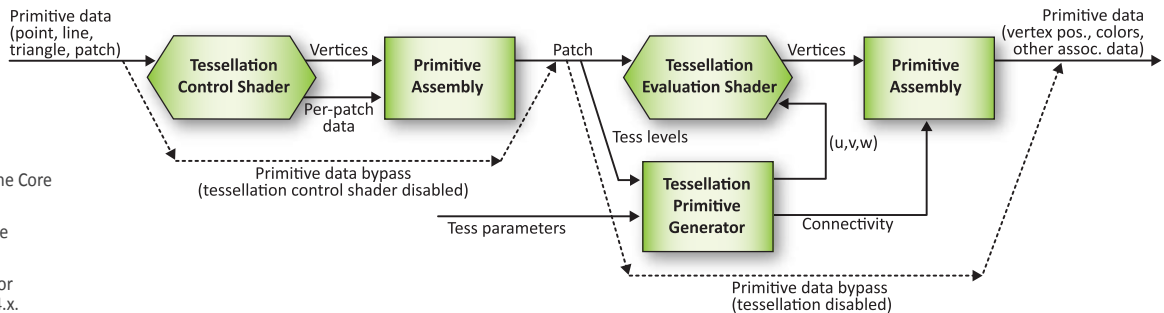 Primitive data
(point, line,
triangle, patch)
Tessellation
Control Shader
Vertices
Per-patch
data
Primitive
Assembly
Primitive data bypass
(tessellation control shader disabled)
Patch
Tessellation
Evaluation Shader
Vertices
Primitive
Assembly
Primitive data
(vertex pos., colors,
other assoc. data)
Tess levels
(u,v,w)
Tessellation
Primitive
Generator
Tess parameters
Connectivity
Primitive data bypass
(tessellation disabled)
Core